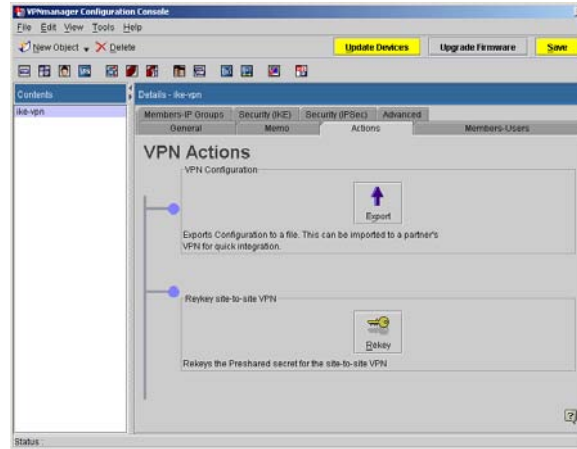 VPNmanager Configuration Console
File Edit View Tools Help
New Object Delete Update Devices Upgrade Firmware Save
VPN
Contents Details - ike-vpn
ike-vpn
Members-IP Groups Security (IKE) Security (IPSec) Advanced
General Memo Actions Members-Users
VPN Actions
VPN Configuration
Export
Exports Configuration to a file. This can be imported to a partner's
VPN for quick integration.
Reykey site-to-site VPN
Rekey
Rekeys the Preshared secret for the site-to-site VPN
?
Status :